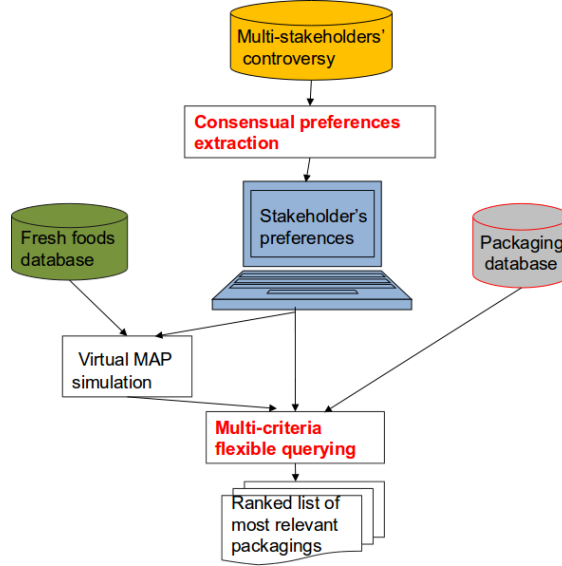 Multi-stakeholders'
controversy
Consensual preferences
extraction
Stakeholder's
preferences
Fresh foods
database
Packaging
database
Virtual MAP
simulation
Multi-criteria
flexible querying
Ranked list of
most relevant
packagings